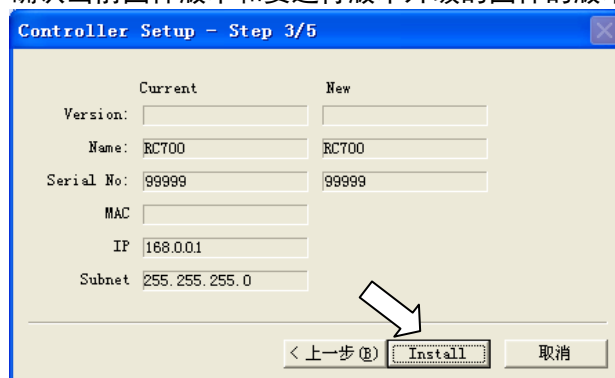 Controller Setup - Step 3/5
Current New
Version:
Name: RC700 RC700
Serial No: 99999 99999
MAC
IP 168.0.0.1
Subnet 255.255.255.0
< 上一步(B) Install 取消